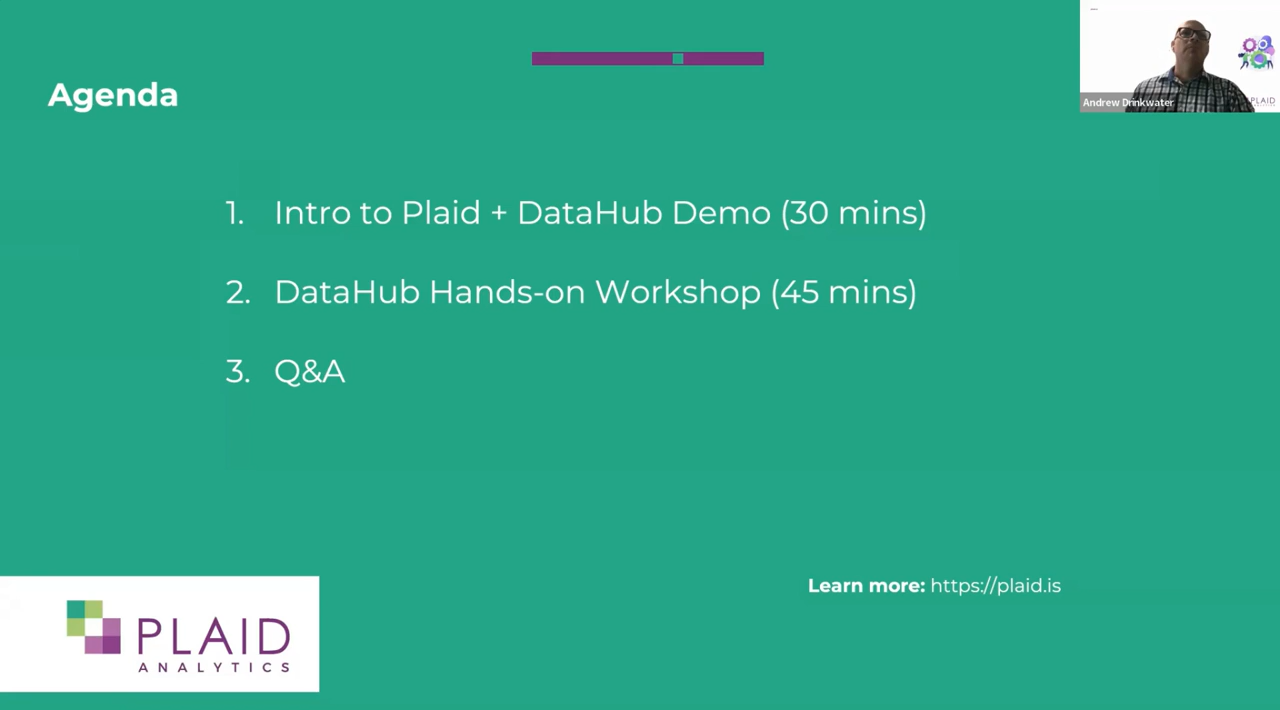 Agenda
Andrew Drinkwater
PLAID
1. Intro to Plaid + DataHub Demo (30 mins)
2. DataHub Hands-on Workshop (45 mins)
3. Q&A
Learn more: https://plaid.is
PLAID
ANALYTICS